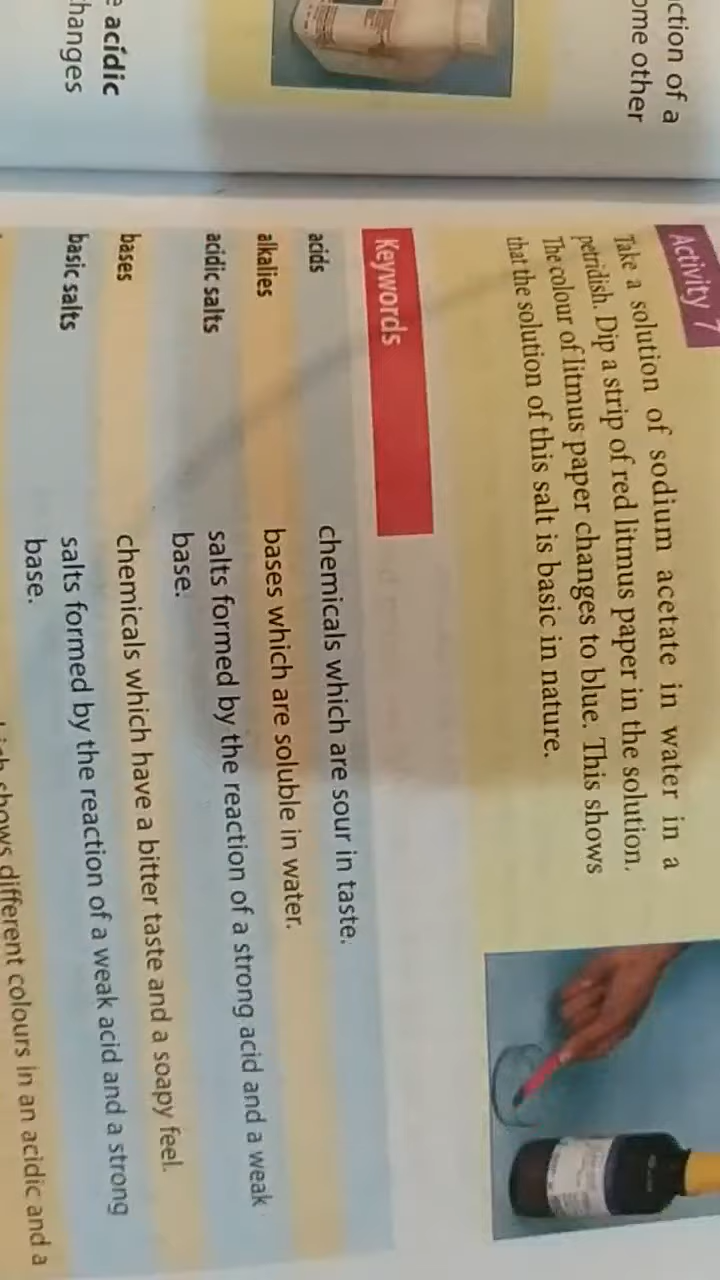 ction of a
ome other
e acidic
hanges
Activity 7
Take a solution of sodium acetate in water in a
petridish. Dip a strip of red litmus paper in the solution.
The colour of litmus paper changes to blue. This shows
that the solution of this salt is basic in nature.
Keywords
acids chemicals which are sour in taste.
alkalies bases which are soluble in water.
acidic salts salts formed by the reaction of a strong acid and a weak
base.
bases chemicals which have a bitter taste and a soapy feel.
basic salts salts formed by the reaction of a weak acid and a strong
base.
shows different colours in an acidic and a